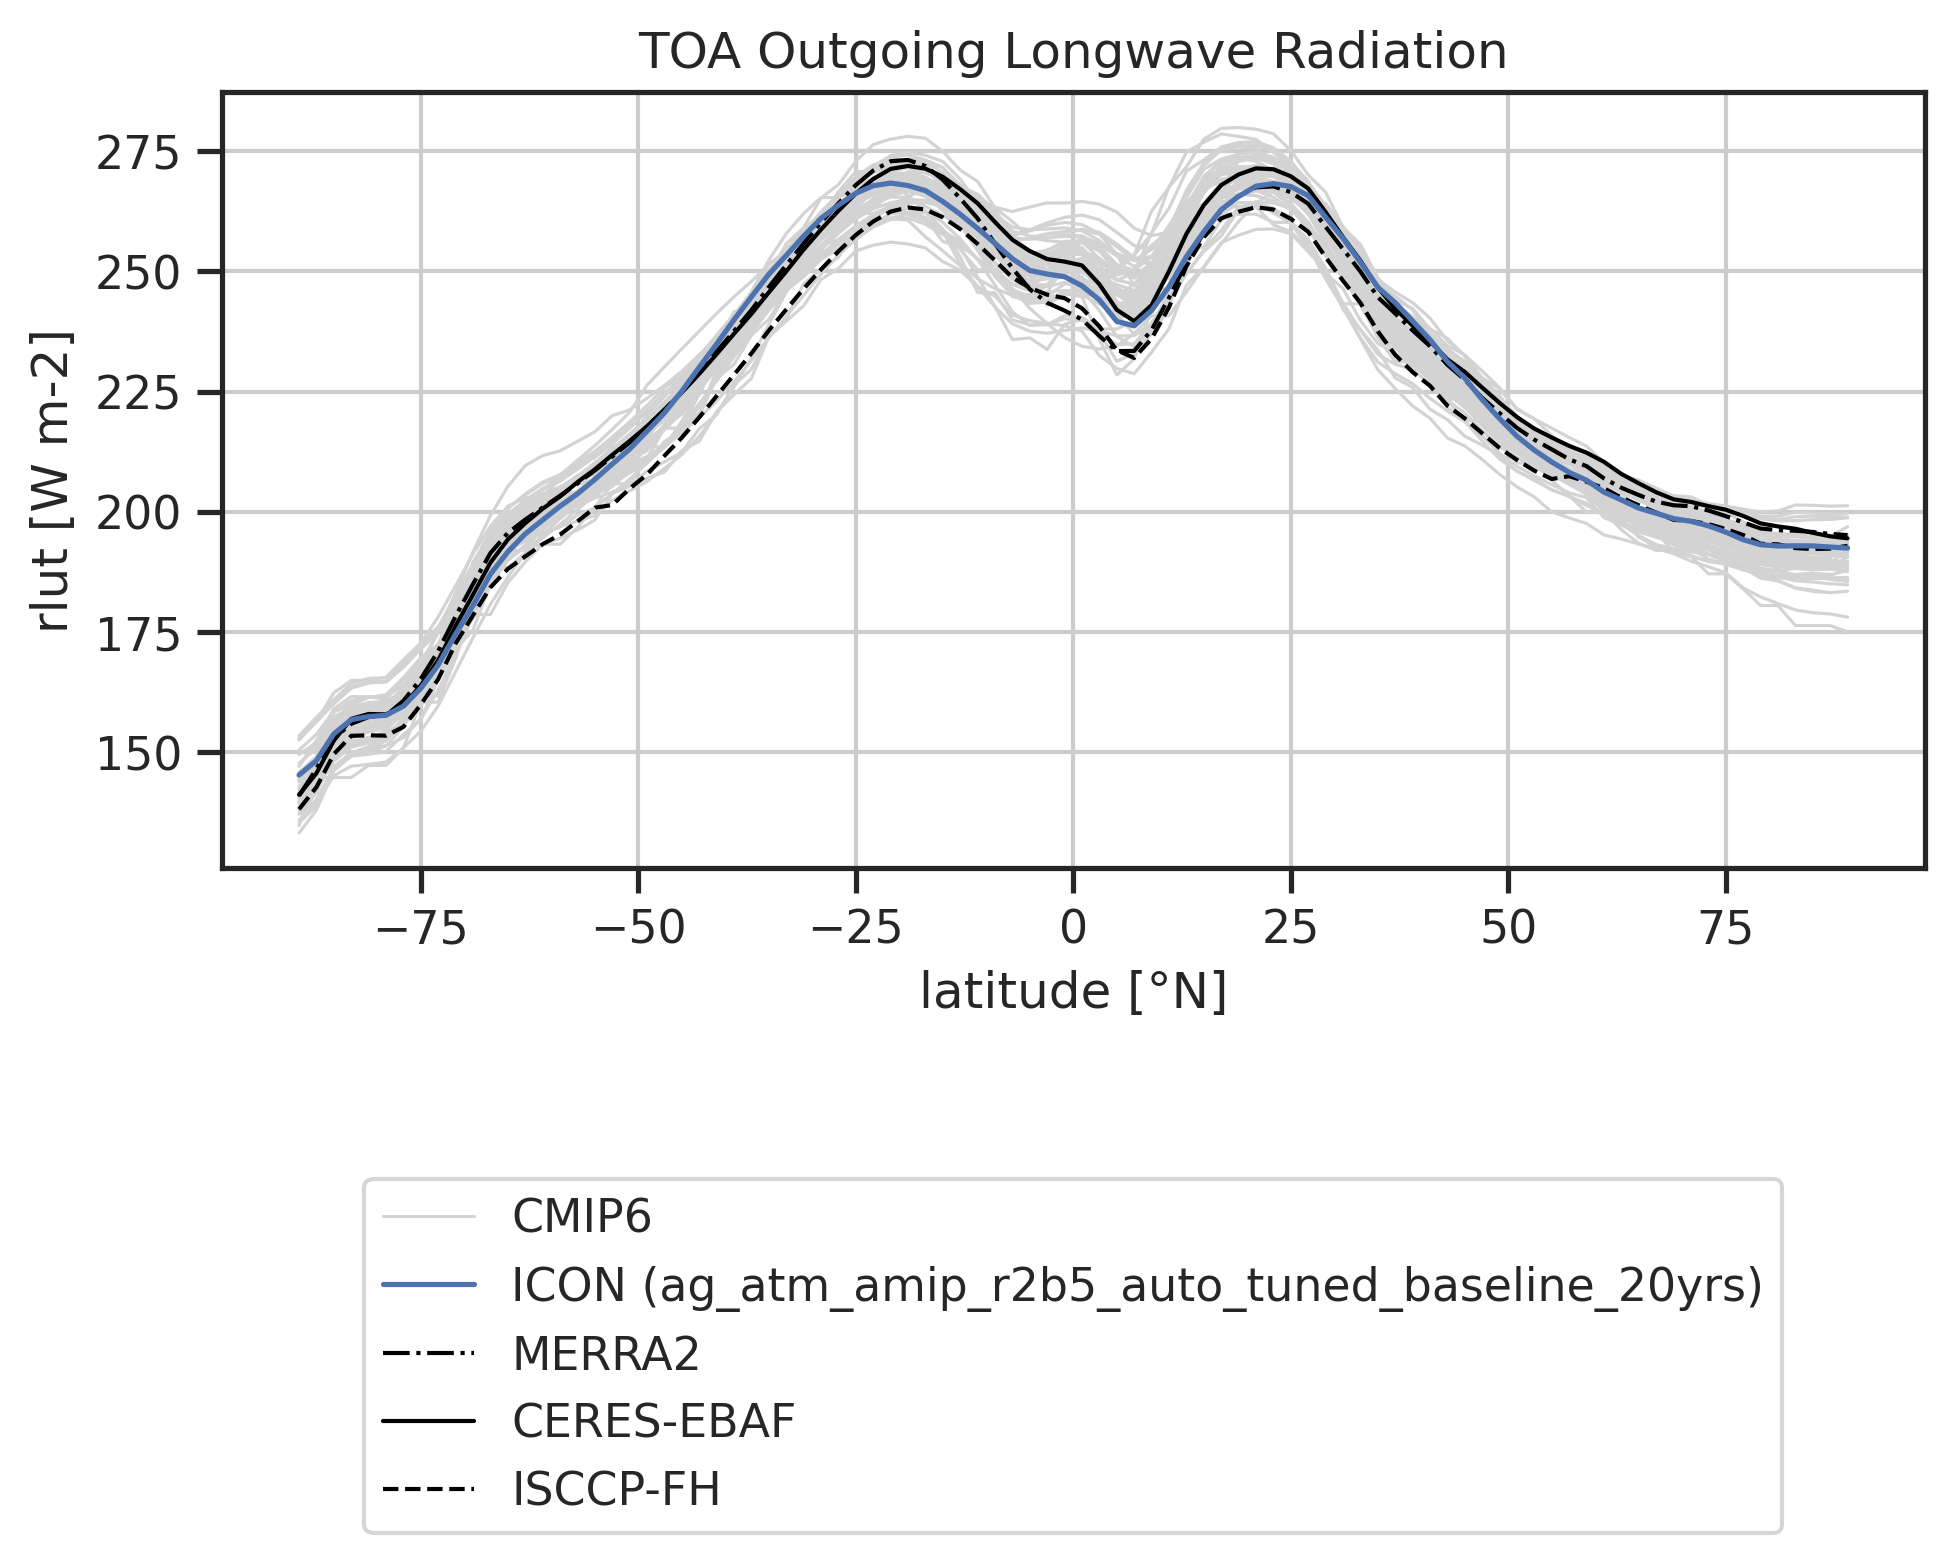 TOA Outgoing Longwave Radiation
rlut [W m-2]
275
250
225
200
175
150
−75 −50 −25 0 25 50 75
latitude [°N]
CMIP6
ICON (ag_atm_amip_r2b5_auto_tuned_baseline_20yrs)
MERRA2
CERES-EBAF
ISCCP-FH